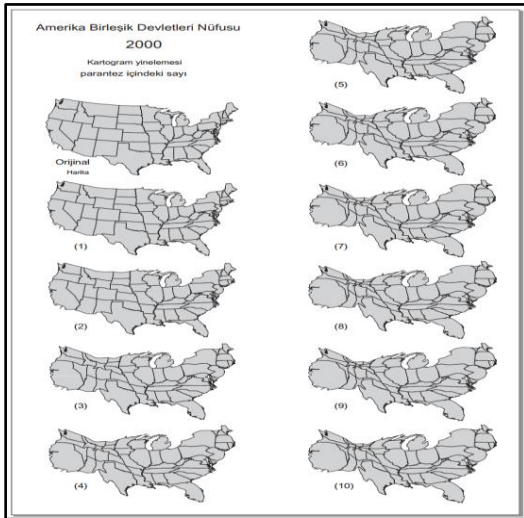 Amerika Birleşik Devletleri Nüfusu
2000
Kartogram yinelemesi
parantez içindeki sayı
Orijinal
Harita
(1)
(2)
(3)
(4)
(5)
(6)
(7)
(8)
(9)
(10)